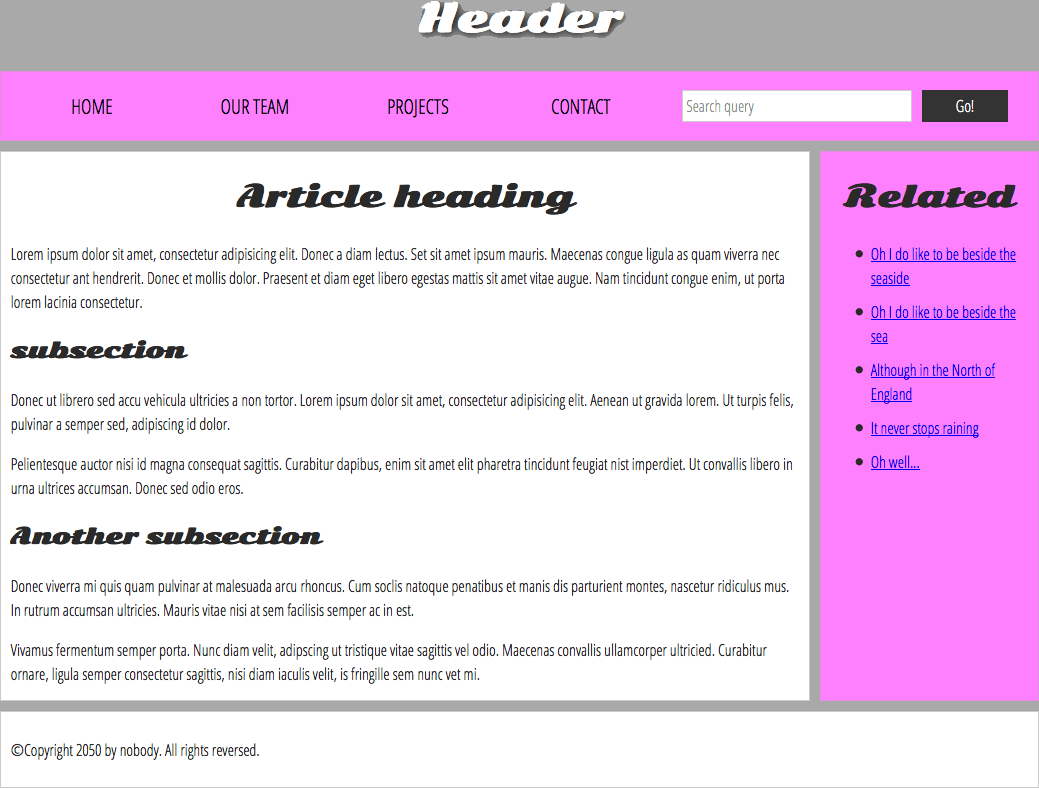 Header
HOME OUR TEAM PROJECTS CONTACT Search query Go!
Article heading
Lorem ipsum dolor sit amet, consectetur adipisicing elit. Donec a diam lectus. Set sit amet ipsum mauris. Maecenas congue ligula as quam viverra nec
consectetur ant hendrerit. Donec et mollis dolor. Praesent et diam eget libero egestas mattis sit amet vitae augue. Nam tincidunt congue enim, ut porta
lorem lacinia consectetur.
subsection
Donec ut librero sed accu vehicula ultricies a non tortor. Lorem ipsum dolor sit amet, consectetur adipisicing elit. Aenean ut gravida lorem. Ut turpis felis,
pulvinar a semper sed, adipiscing id dolor.
Pelientesque auctor nisi id magna consequat sagittis. Curabitur dapibus, enim sit amet elit pharetra tincidunt feugiat nist imperdiet. Ut convallis libero in
urna ultrices accumsan. Donec sed odio eros.
Another subsection
Donec viverra mi quis quam pulvinar at malesuada arcu rhoncus. Cum soclis natoque penatibus et manis dis parturient montes, nascetur ridiculus mus.
In rutrum accumsan ultricies. Mauris vitae nisi at sem facilisis semper ac in est.
Vivamus fermentum semper porta. Nunc diam velit, adipscing ut tristique vitae sagittis vel odio. Maecenas convallis ullamcorper ultricied. Curabitur
ornare, ligula semper consectetur sagittis, nisi diam iaculis velit, is fringille sem nunc vet mi.
Related
Oh I do like to be beside the
seaside
Oh I do like to be beside the
sea
Although in the North of
England
It never stops raining
Oh well...
©Copyright 2050 by nobody. All rights reversed.